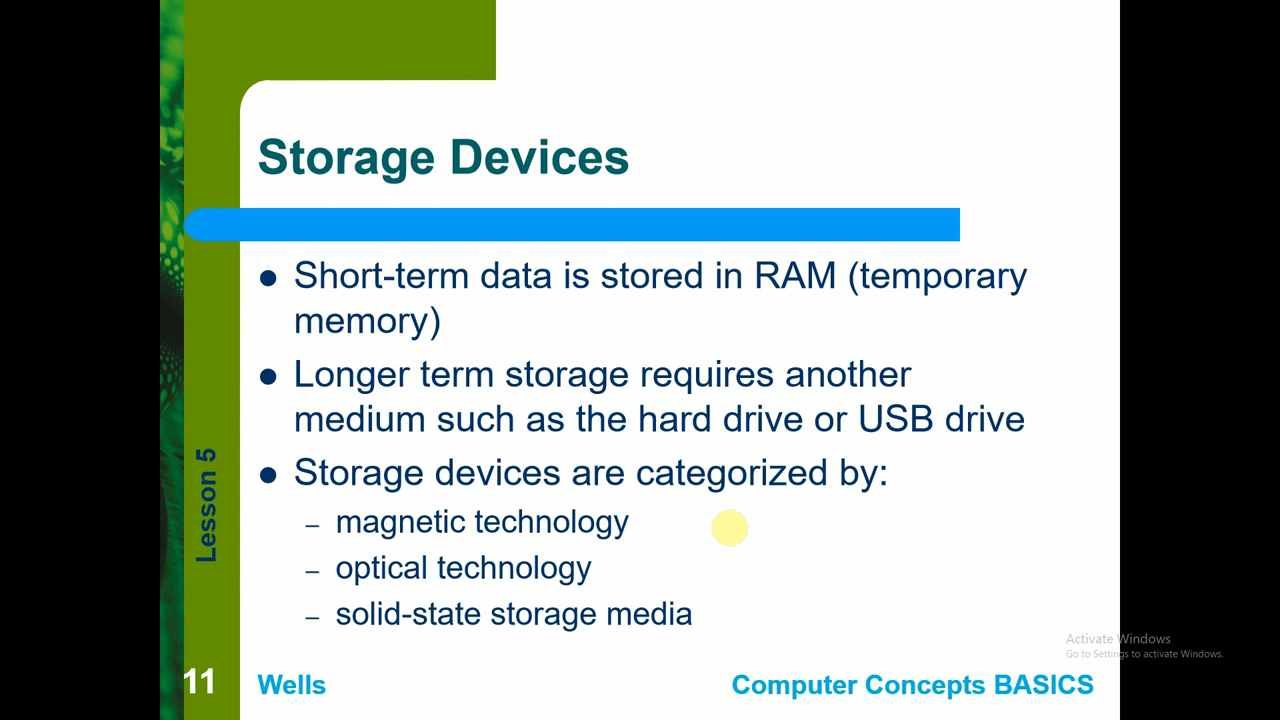 Storage Devices
● Short-term data is stored in RAM (temporary
memory)
● Longer term storage requires another
medium such as the hard drive or USB drive
● Storage devices are categorized by:
– magnetic technology
– optical technology
– solid-state storage media
Lesson 5
11
Wells
Computer Concepts BASICS
Activate Windows
Go to Settings to activate Windows.